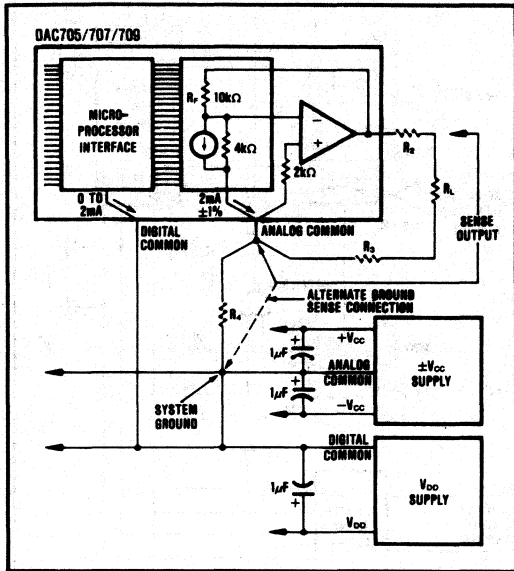 DAC705/707/709
MICRO-
PROCESSOR
INTERFACE
RF 10kΩ
4kΩ
2kΩ
−
+
R2
RL
0 TO
2mA
2mA
±1%
DIGITAL
COMMON
ANALOG COMMON
R3
SENSE
OUTPUT
R4
ALTERNATE GROUND
SENSE CONNECTION
+VCC
1μF
+
ANALOG
COMMON
1μF
+
−VCC
±VCC
SUPPLY
SYSTEM
GROUND
DIGITAL
COMMON
1μF
+
VDD
VDD
SUPPLY